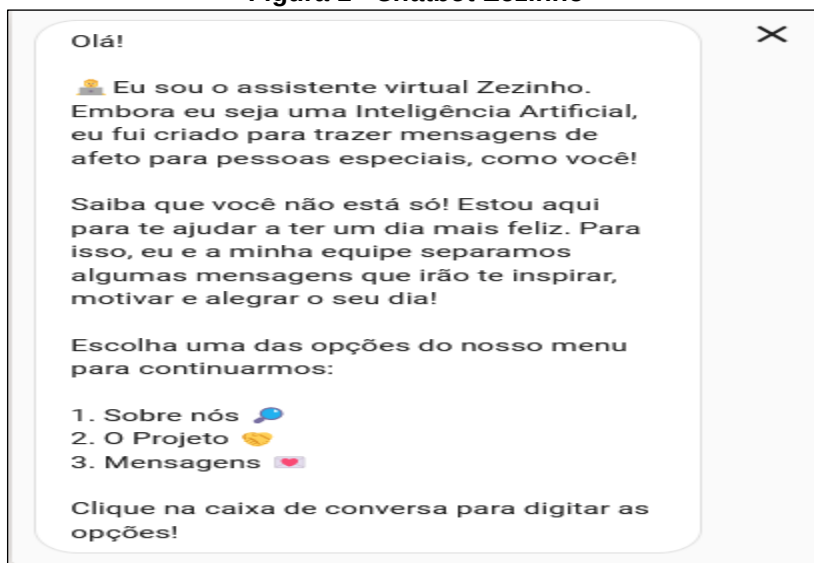 Olá!
Eu sou o assistente virtual Zezinho.
Embora eu seja uma Inteligência Artificial,
eu fui criado para trazer mensagens de
afeto para pessoas especiais, como você!
Saiba que você não está só! Estou aqui
para te ajudar a ter um dia mais feliz. Para
isso, eu e a minha equipe separamos
algumas mensagens que irão te inspirar,
motivar e alegrar o seu dia!
Escolha uma das opções do nosso menu
para continuarmos:
1. Sobre nós 🔎
2. O Projeto 🤝
3. Mensagens 💌
Clique na caixa de conversa para digitar as
opções!